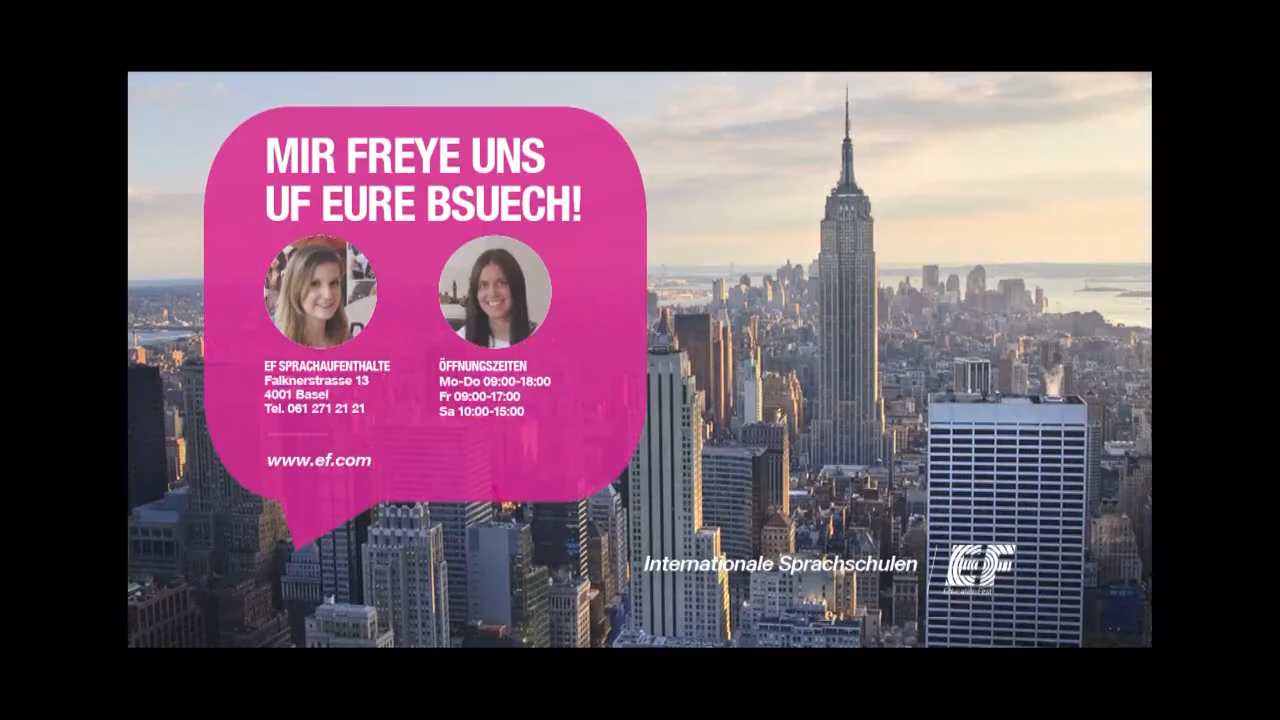 MIR FREYE UNS
UF EURE BSUECH!
EF SPRACHAUFENTHALTE
Falknerstrasse 13
4001 Basel
Tel. 061 271 21 21
www.ef.com
ÖFFNUNGSZEITEN
Mo-Do 09:00-18:00
Fr 09:00-17:00
Sa 10:00-15:00
Internationale Sprachschulen
EF
Education First